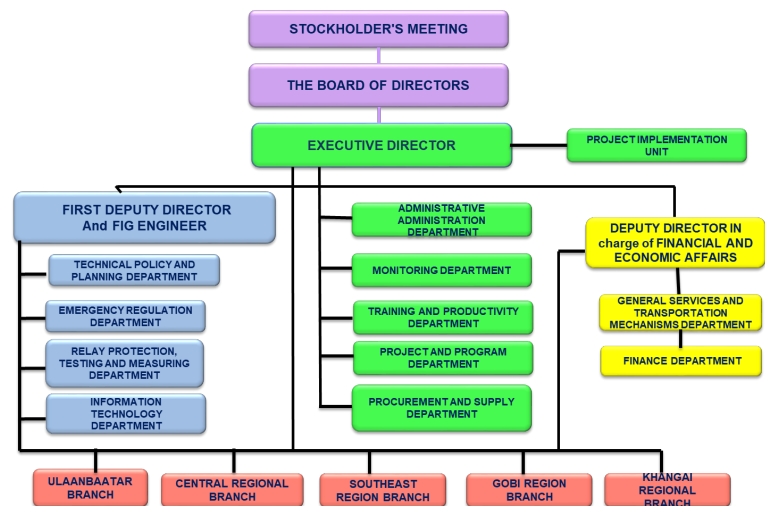 STOCKHOLDER'S MEETING
THE BOARD OF DIRECTORS
EXECUTIVE DIRECTOR
PROJECT IMPLEMENTATION
UNIT
FIRST DEPUTY DIRECTOR
And FIG ENGINEER
TECHNICAL POLICY AND
PLANNING DEPARTMENT
EMERGENCY REGULATION
DEPARTMENT
RELAY PROTECTION,
TESTING AND MEASURING
DEPARTMENT
INFORMATION
TECHNOLOGY
DEPARTMENT
ADMINISTRATIVE
ADMINISTRATION
DEPARTMENT
MONITORING DEPARTMENT
TRAINING AND PRODUCTIVITY
DEPARTMENT
PROJECT AND PROGRAM
DEPARTMENT
PROCUREMENT AND SUPPLY
DEPARTMENT
DEPUTY DIRECTOR IN
charge of FINANCIAL AND
ECONOMIC AFFAIRS
GENERAL SERVICES AND
TRANSPORTATION
MECHANISMS DEPARTMENT
FINANCE DEPARTMENT
ULAANBAATAR
BRANCH
CENTRAL REGIONAL
BRANCH
SOUTHEAST
REGION BRANCH
GOBI REGION
BRANCH
KHANGAI
REGIONAL
BRANCH